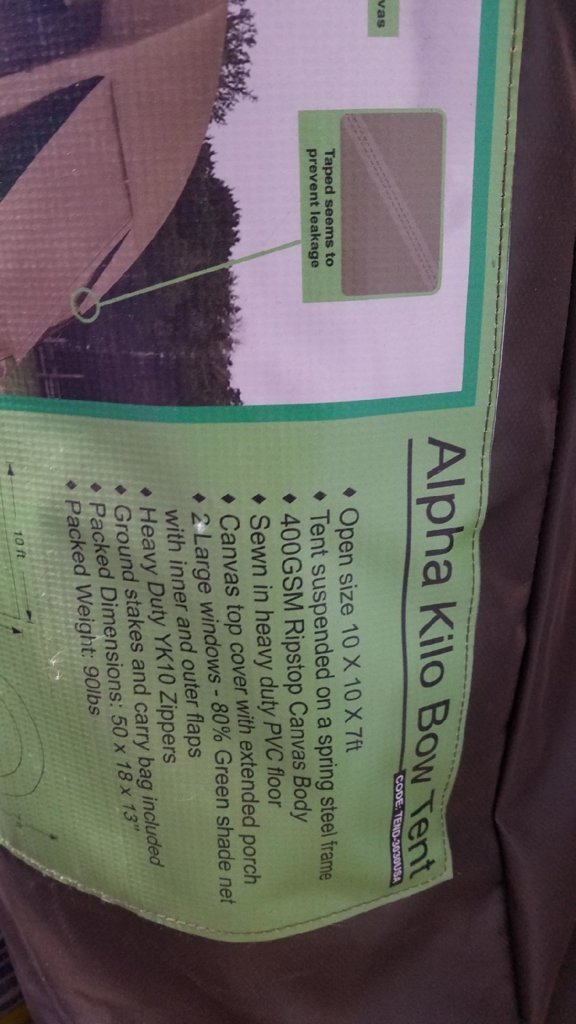 vas
Taped seems to
prevent leakage
Alpha Kilo Bow Tent
CODE: TEND-3030USA
♦ Open size 10 X 10 X 7ft
♦ Tent suspended on a spring steel frame
♦ 400GSM Ripstop Canvas Body
♦ Sewn in heavy duty PVC floor
♦ Canvas top cover with extended porch
♦ 2 Large windows - 80% Green shade net
with inner and outer flaps
♦ Heavy Duty YK10 Zippers
♦ Ground stakes and carry bag included
♦ Packed Dimensions: 50 x 18 x 13"
♦ Packed Weight: 90lbs
10 ft